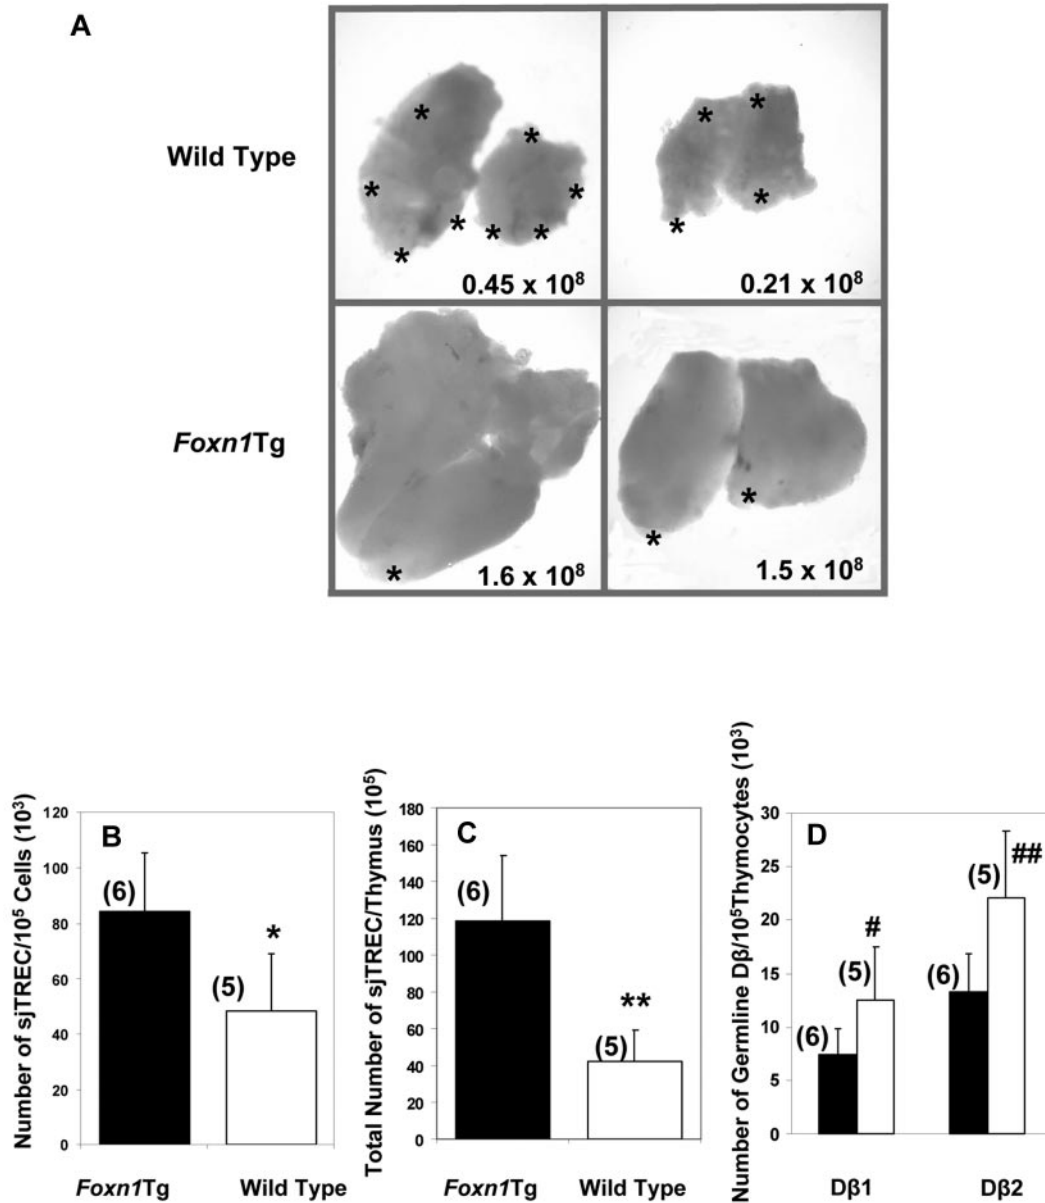 A
Wild Type
* * * * * * * *
0.45 x 10⁸
* * * *
0.21 x 10⁸
Foxn1Tg
*
1.6 x 10⁸
* *
1.5 x 10⁸
B
Number of sjTREC/10⁵ Cells (10³)
120
100
80
60
40
20
0
(6)
(5)
*
Foxn1Tg
Wild Type
C
Total Number of sjTREC/Thymus (10⁵)
180
160
140
120
100
80
60
40
20
0
(6)
(5)
**
Foxn1Tg
Wild Type
D
Number of Germline Dβ/10⁵Thymocytes (10³)
30
25
20
15
10
5
0
(6)
(5)
#
(6)
(5)
##
Dβ1
Dβ2